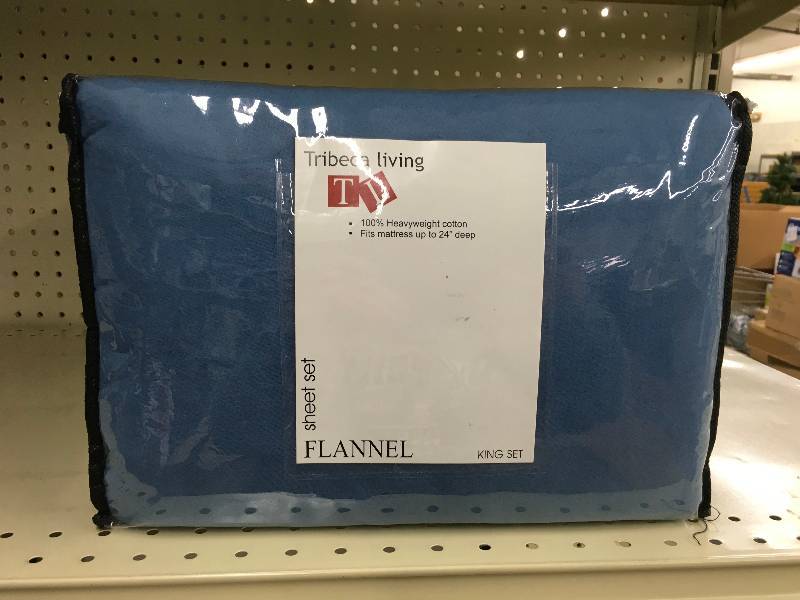 Tribeca living
TL
100% Heavyweight cotton
Fits mattress up to 24" deep
sheet set
FLANNEL
KING SET